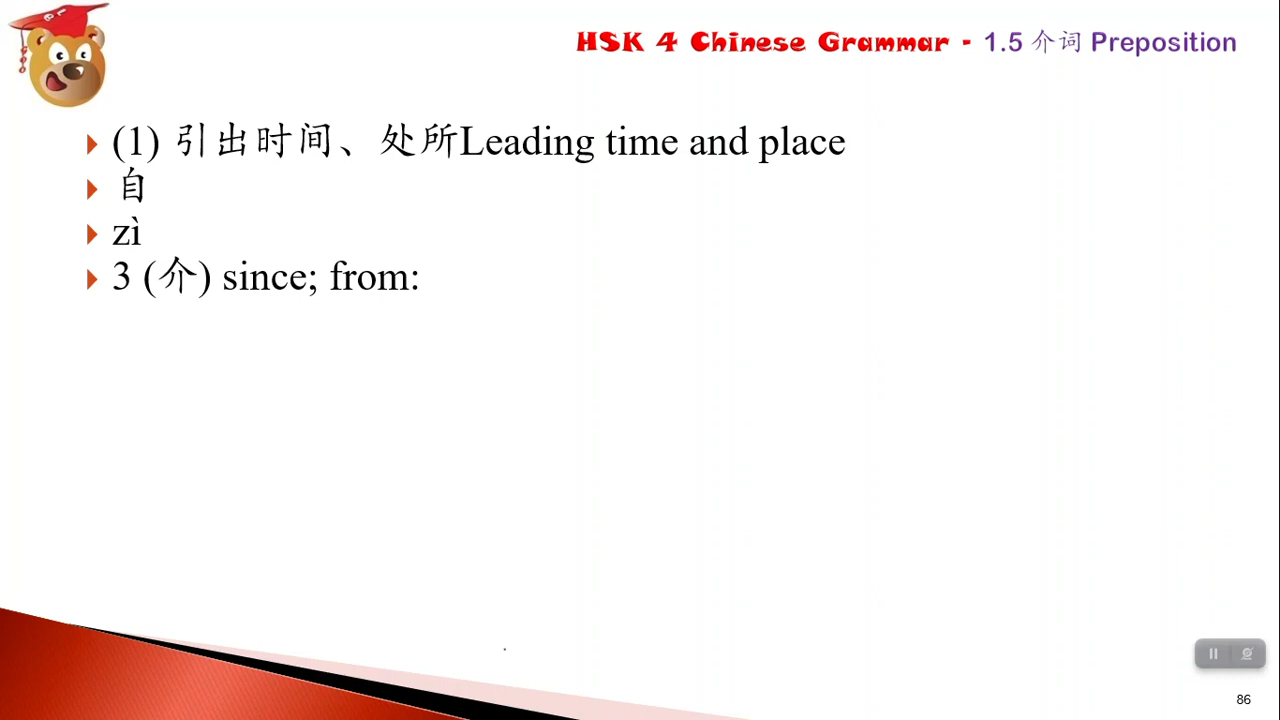 HSK 4 Chinese Grammar - 1.5 介词 Preposition
(1) 引出时间、处所Leading time and place
自
zì
3 (介) since; from:
86